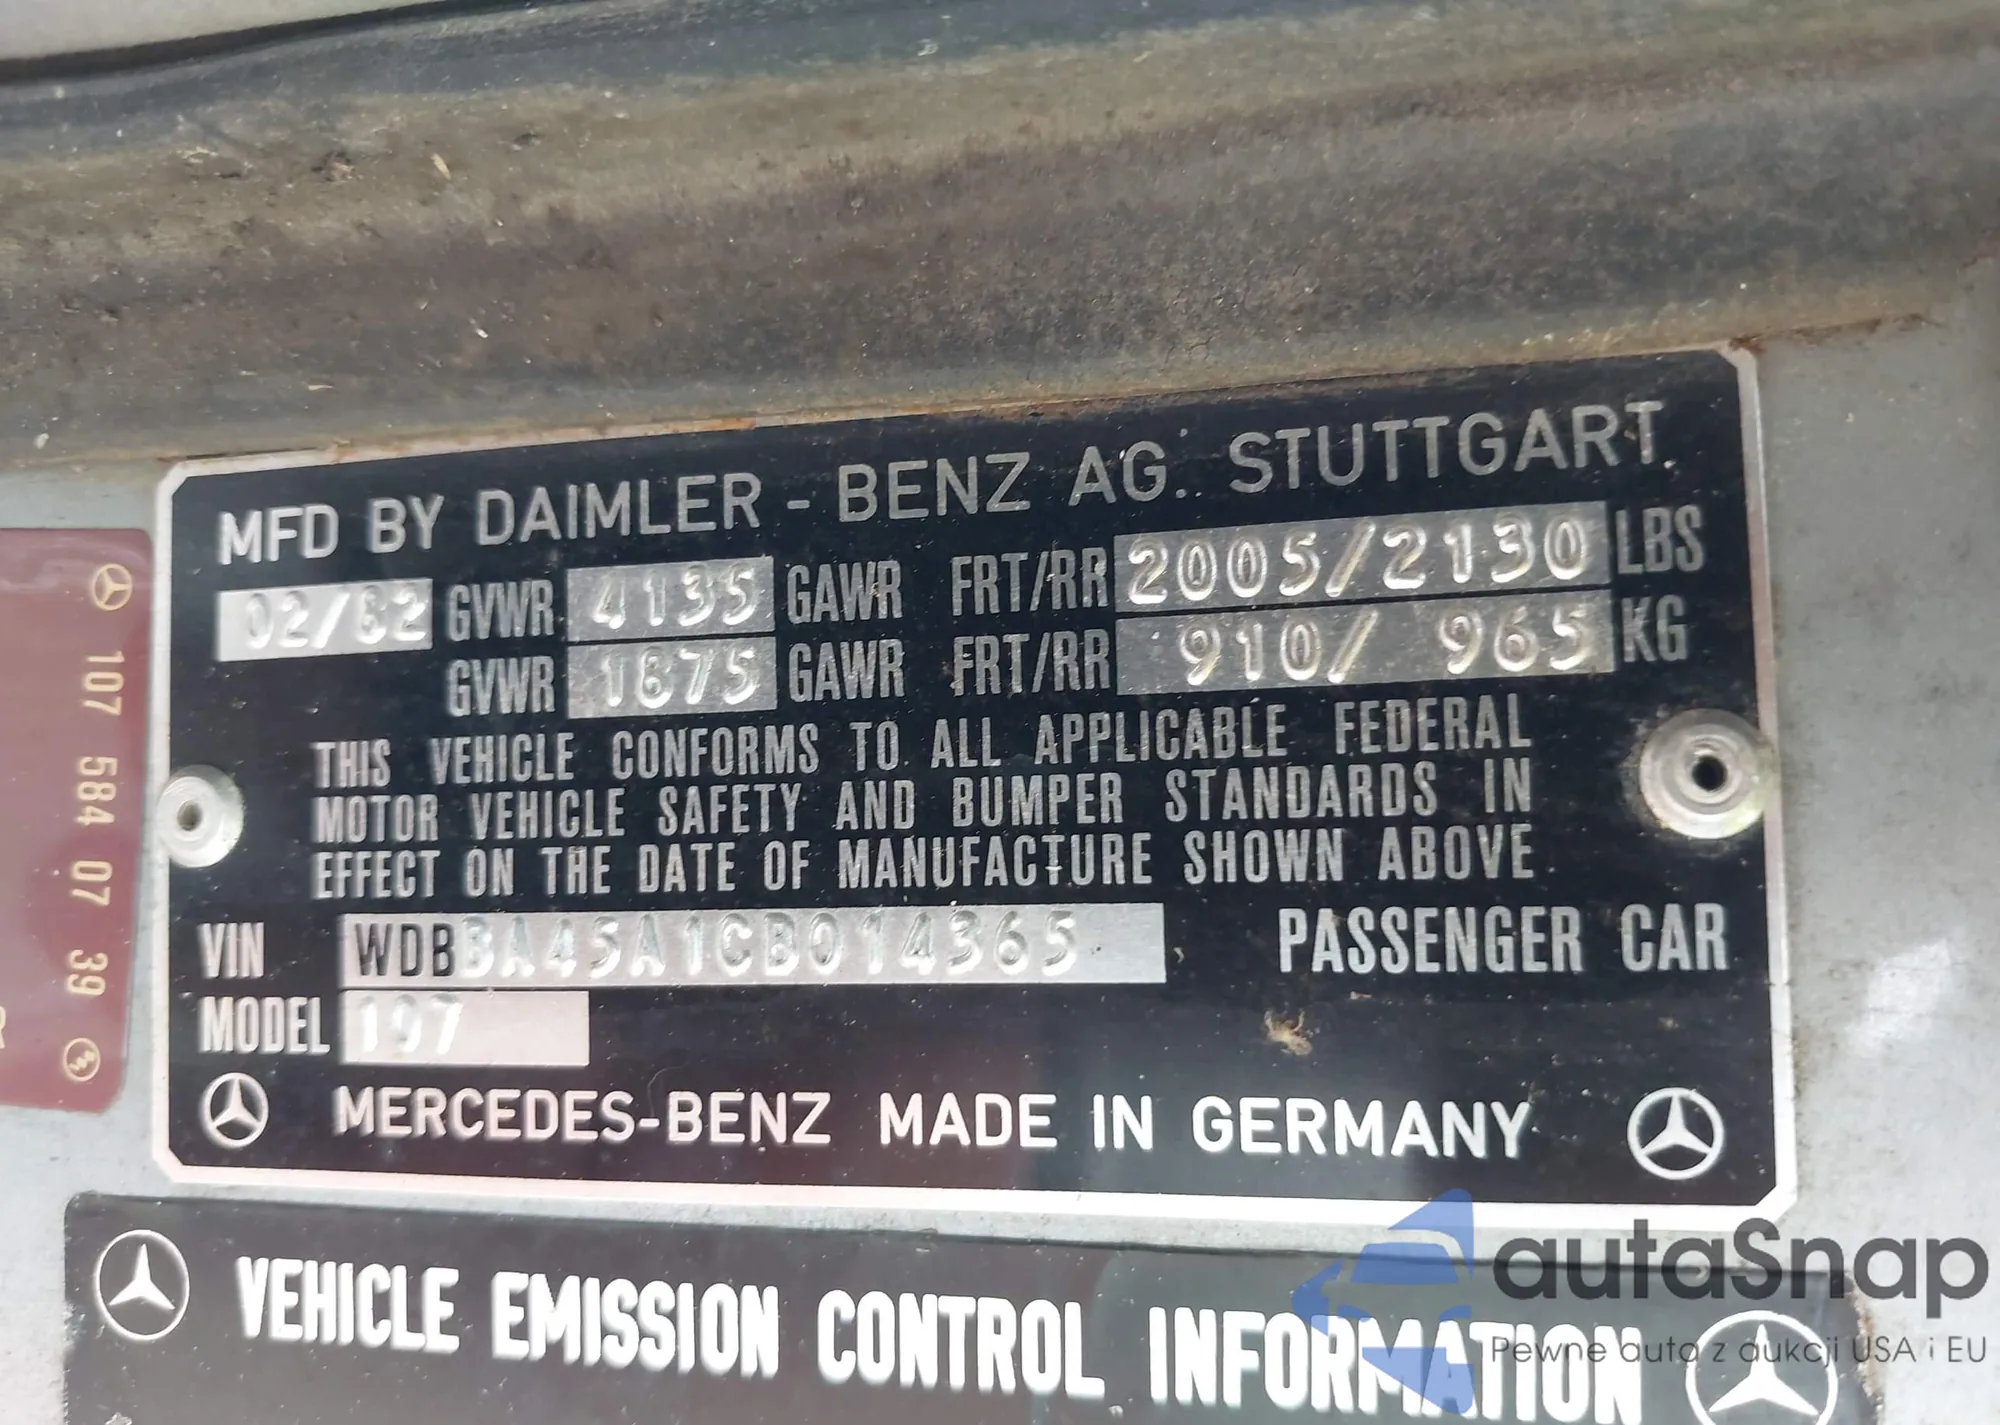 MFD BY DAIMLER - BENZ AG. STUTTGART
02/82 GVWR 4135 GAWR FRT/RR 2005/2130 LBS
GVWR 1875 GAWR FRT/RR 910/ 965 KG
THIS VEHICLE CONFORMS TO ALL APPLICABLE FEDERAL
MOTOR VEHICLE SAFETY AND BUMPER STANDARDS IN
EFFECT ON THE DATE OF MANUFACTURE SHOWN ABOVE
VIN WDBBA45A1CB014365 PASSENGER CAR
MODEL 107
MERCEDES-BENZ MADE IN GERMANY
107 584 07 39
VEHICLE EMISSION CONTROL INFORMATION
autaSnap
Pewne auta z aukcji USA i EU